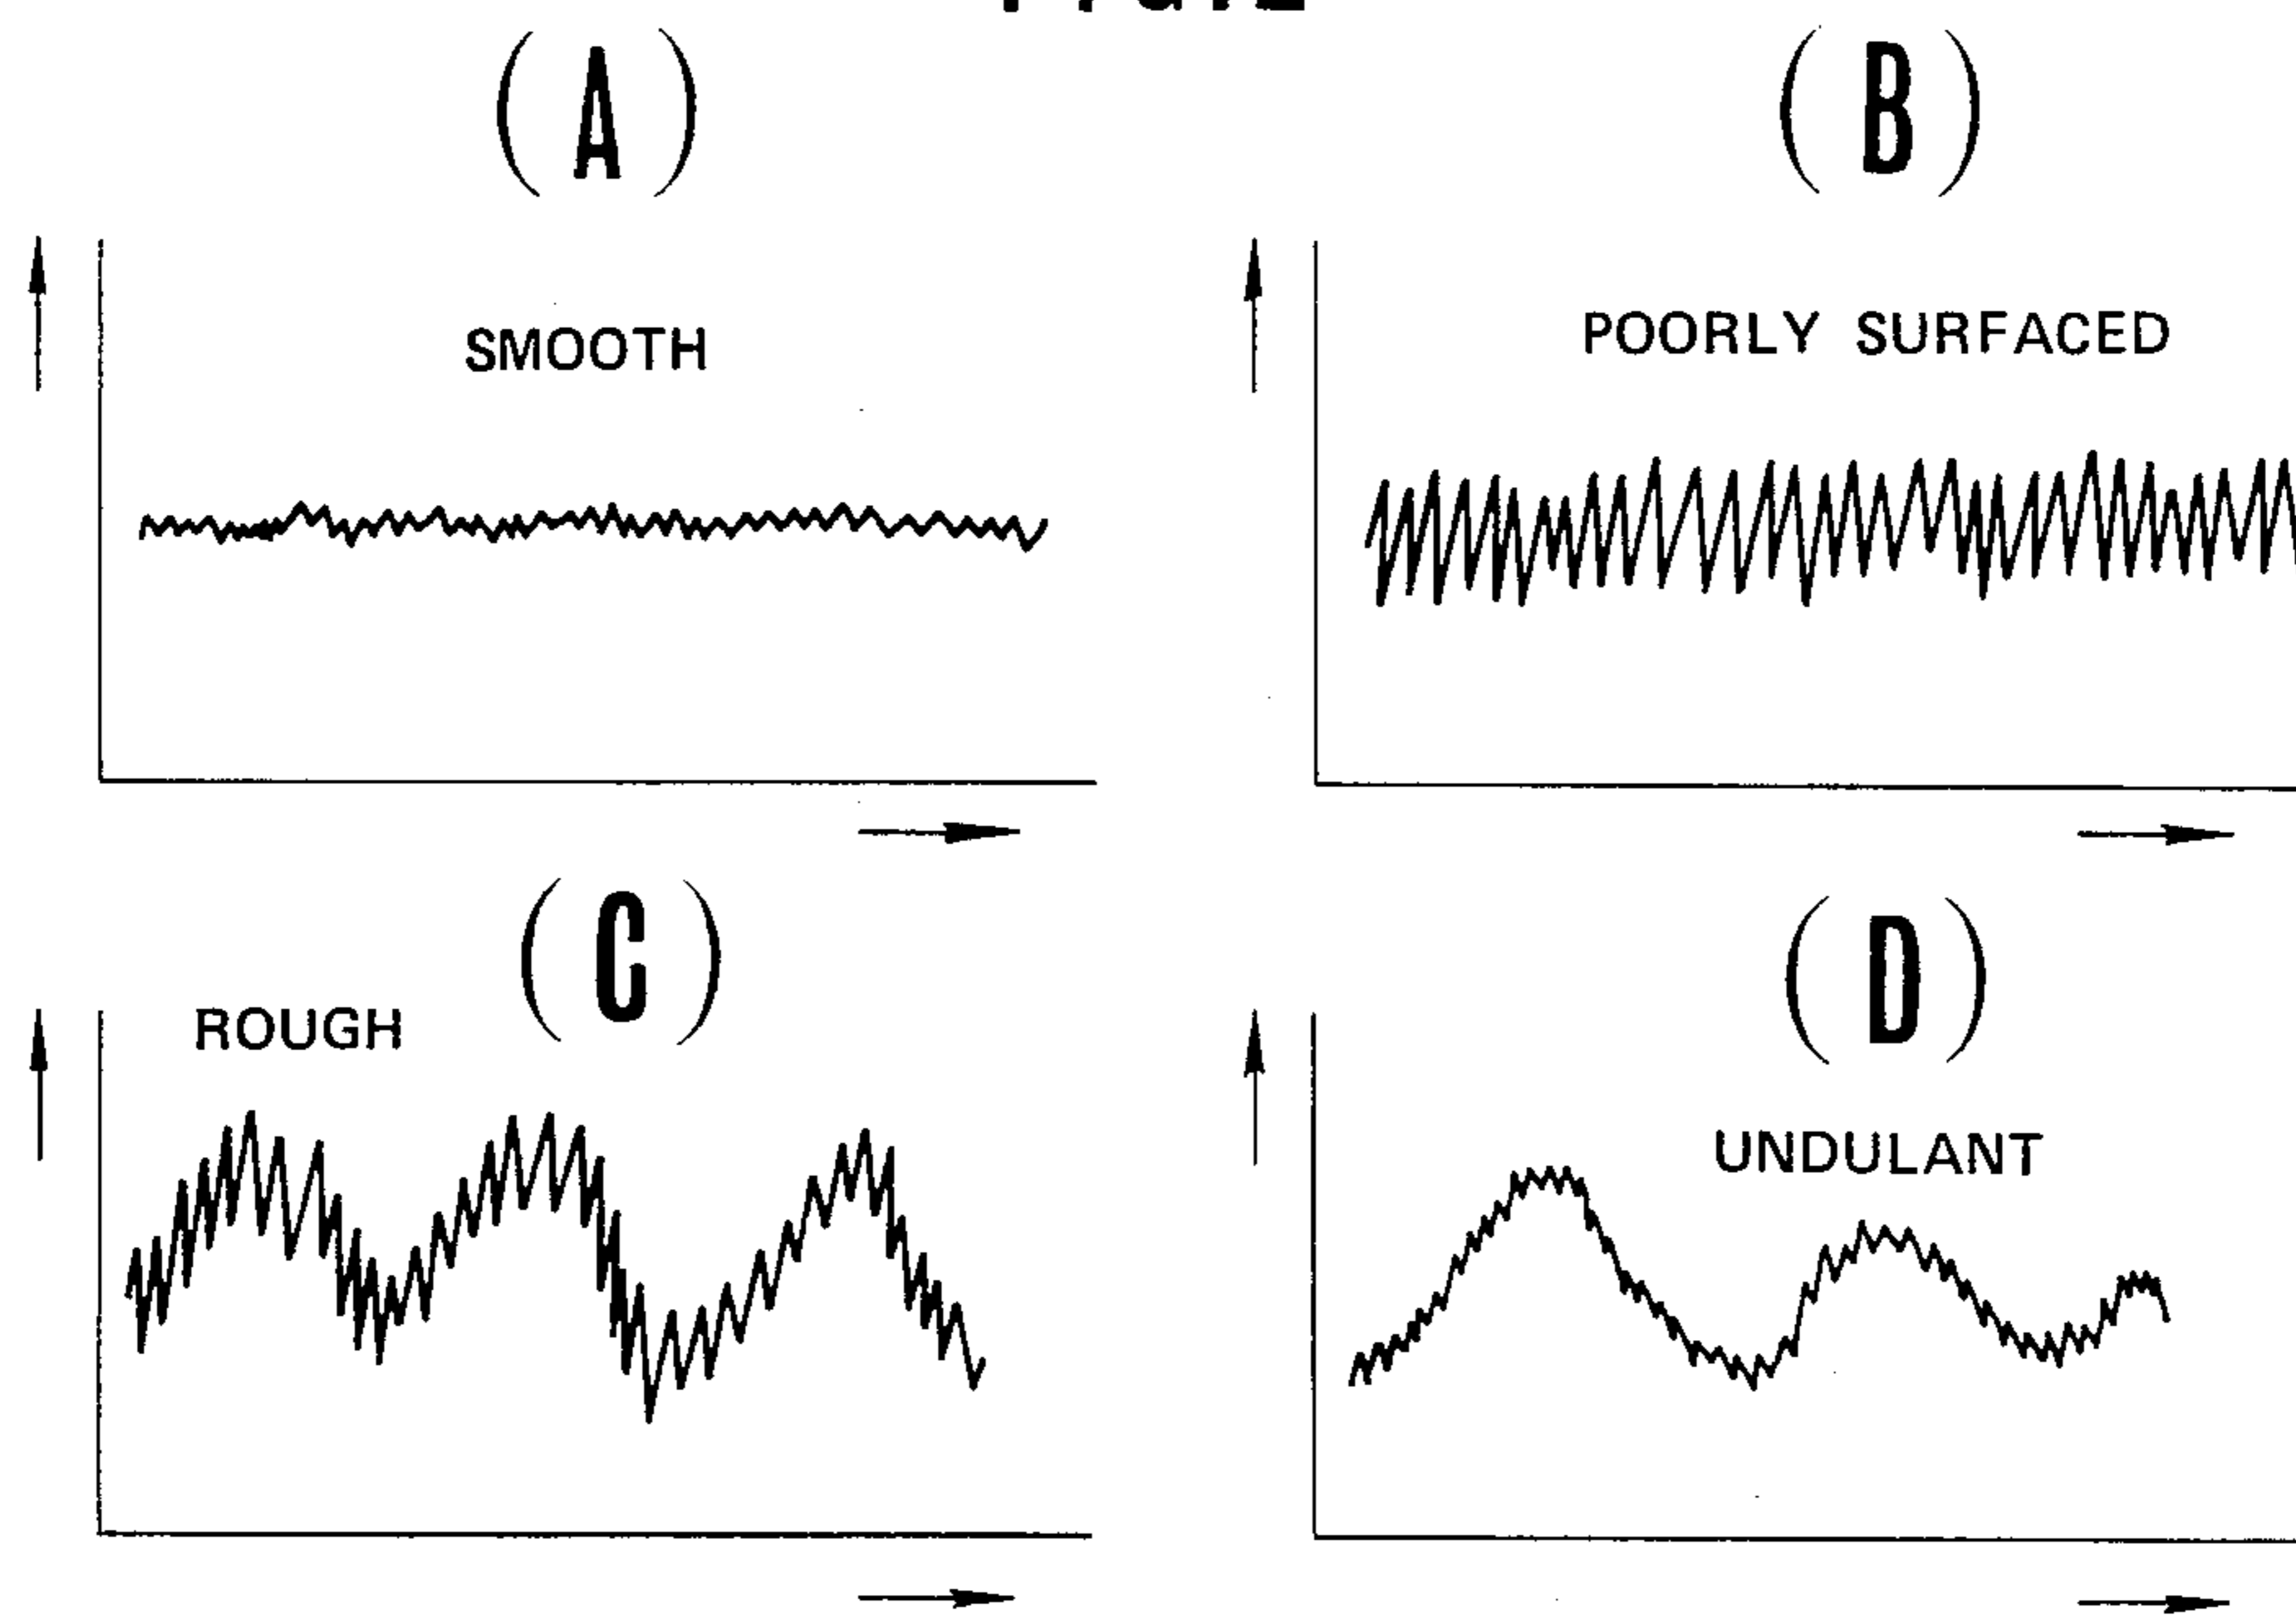 (A)
(B)
SMOOTH
POORLY SURFACED
(C)
(D)
ROUGH
UNDULANT